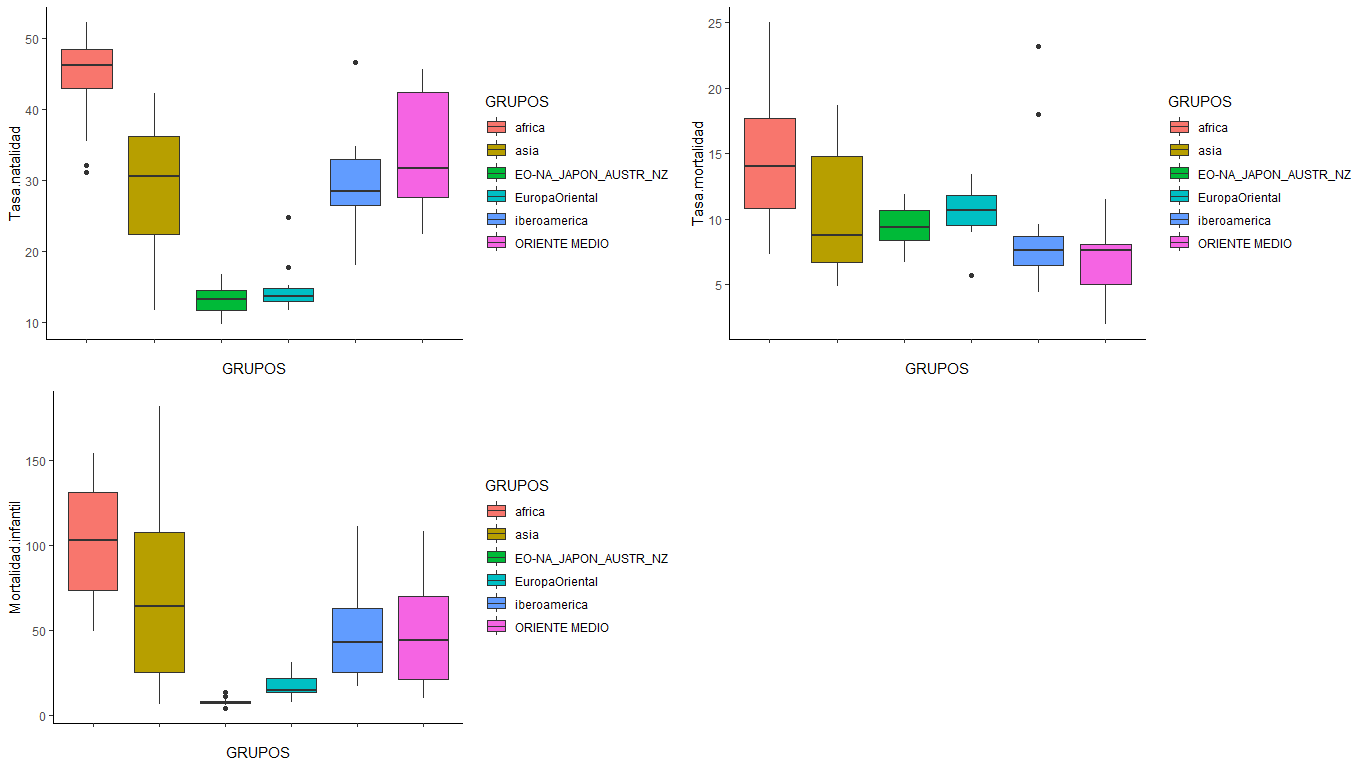 Tasa.natalidad
50
40
30
20
10
GRUPOS
GRUPOS
africa
asia
EO-NA_JAPON_AUSTR_NZ
EuropaOriental
iberoamerica
ORIENTE MEDIO
Tasa.mortalidad
25
20
15
10
5
GRUPOS
GRUPOS
africa
asia
EO-NA_JAPON_AUSTR_NZ
EuropaOriental
iberoamerica
ORIENTE MEDIO
Mortalidad.infantil
150
100
50
0
GRUPOS
GRUPOS
africa
asia
EO-NA_JAPON_AUSTR_NZ
EuropaOriental
iberoamerica
ORIENTE MEDIO